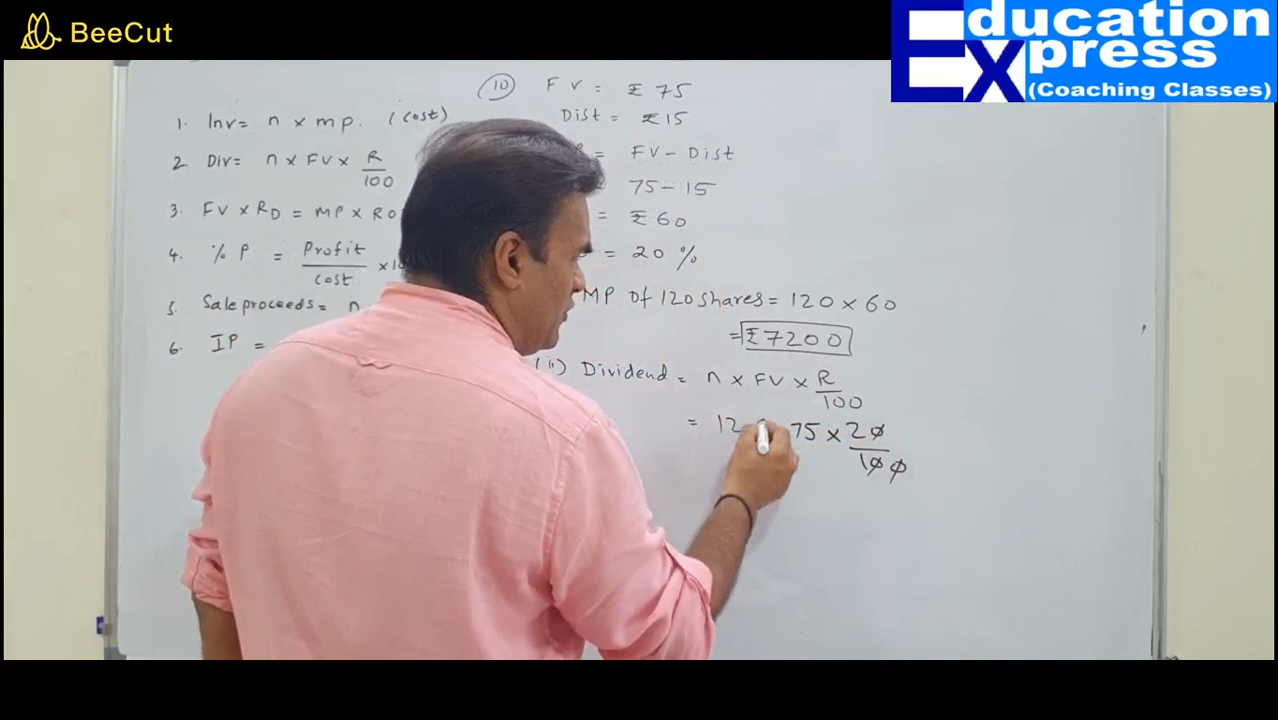 BeeCut
Education
Express
(Coaching Classes)
1. Inv = n × mp. (cost)
2 Div = n × FV × R/100
3. FV × RD = MP × RO
4. % P = Profit/cost × 10
5. Sale proceeds = n
6. IP =
(10) FV = ₹ 75
Dist = ₹15
= FV - Dist
75 - 15
= ₹ 60
= 20 %
MP of 120 shares = 120 × 60
= ₹7200
(ii) Dividend = n × FV × R/100
= 12 75 × 20/100